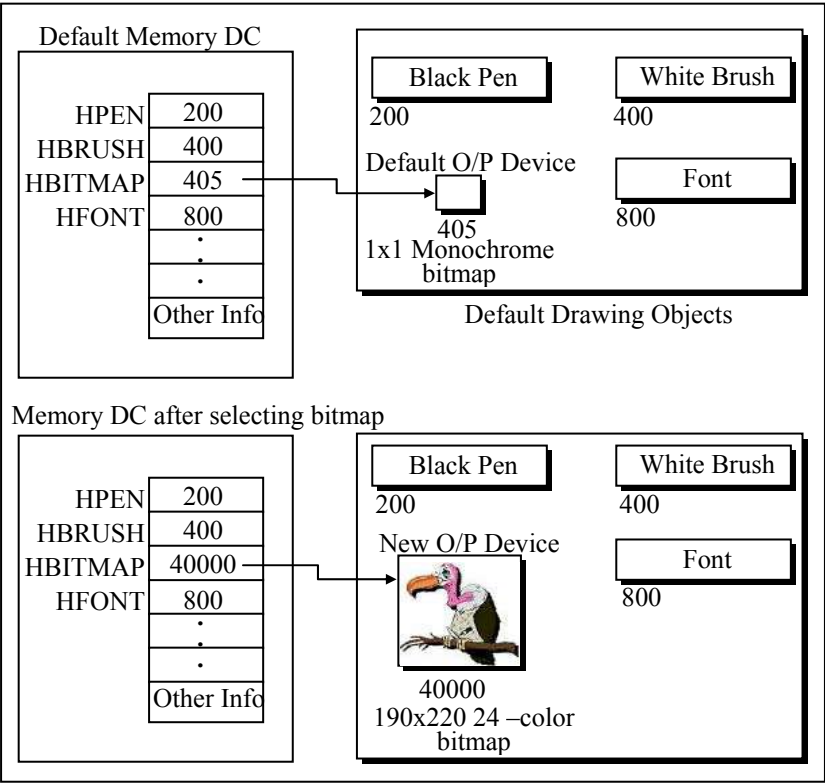 Default Memory DC
HPEN 200
HBRUSH 400
HBITMAP 405
HFONT 800
.
.
.
Other Info
Black Pen
200
White Brush
400
Default O/P Device
405
1x1 Monochrome
bitmap
Font
800
Default Drawing Objects
Memory DC after selecting bitmap
HPEN 200
HBRUSH 400
HBITMAP 40000
HFONT 800
.
.
.
Other Info
Black Pen
200
White Brush
400
New O/P Device
40000
190x220 24 –color
bitmap
Font
800